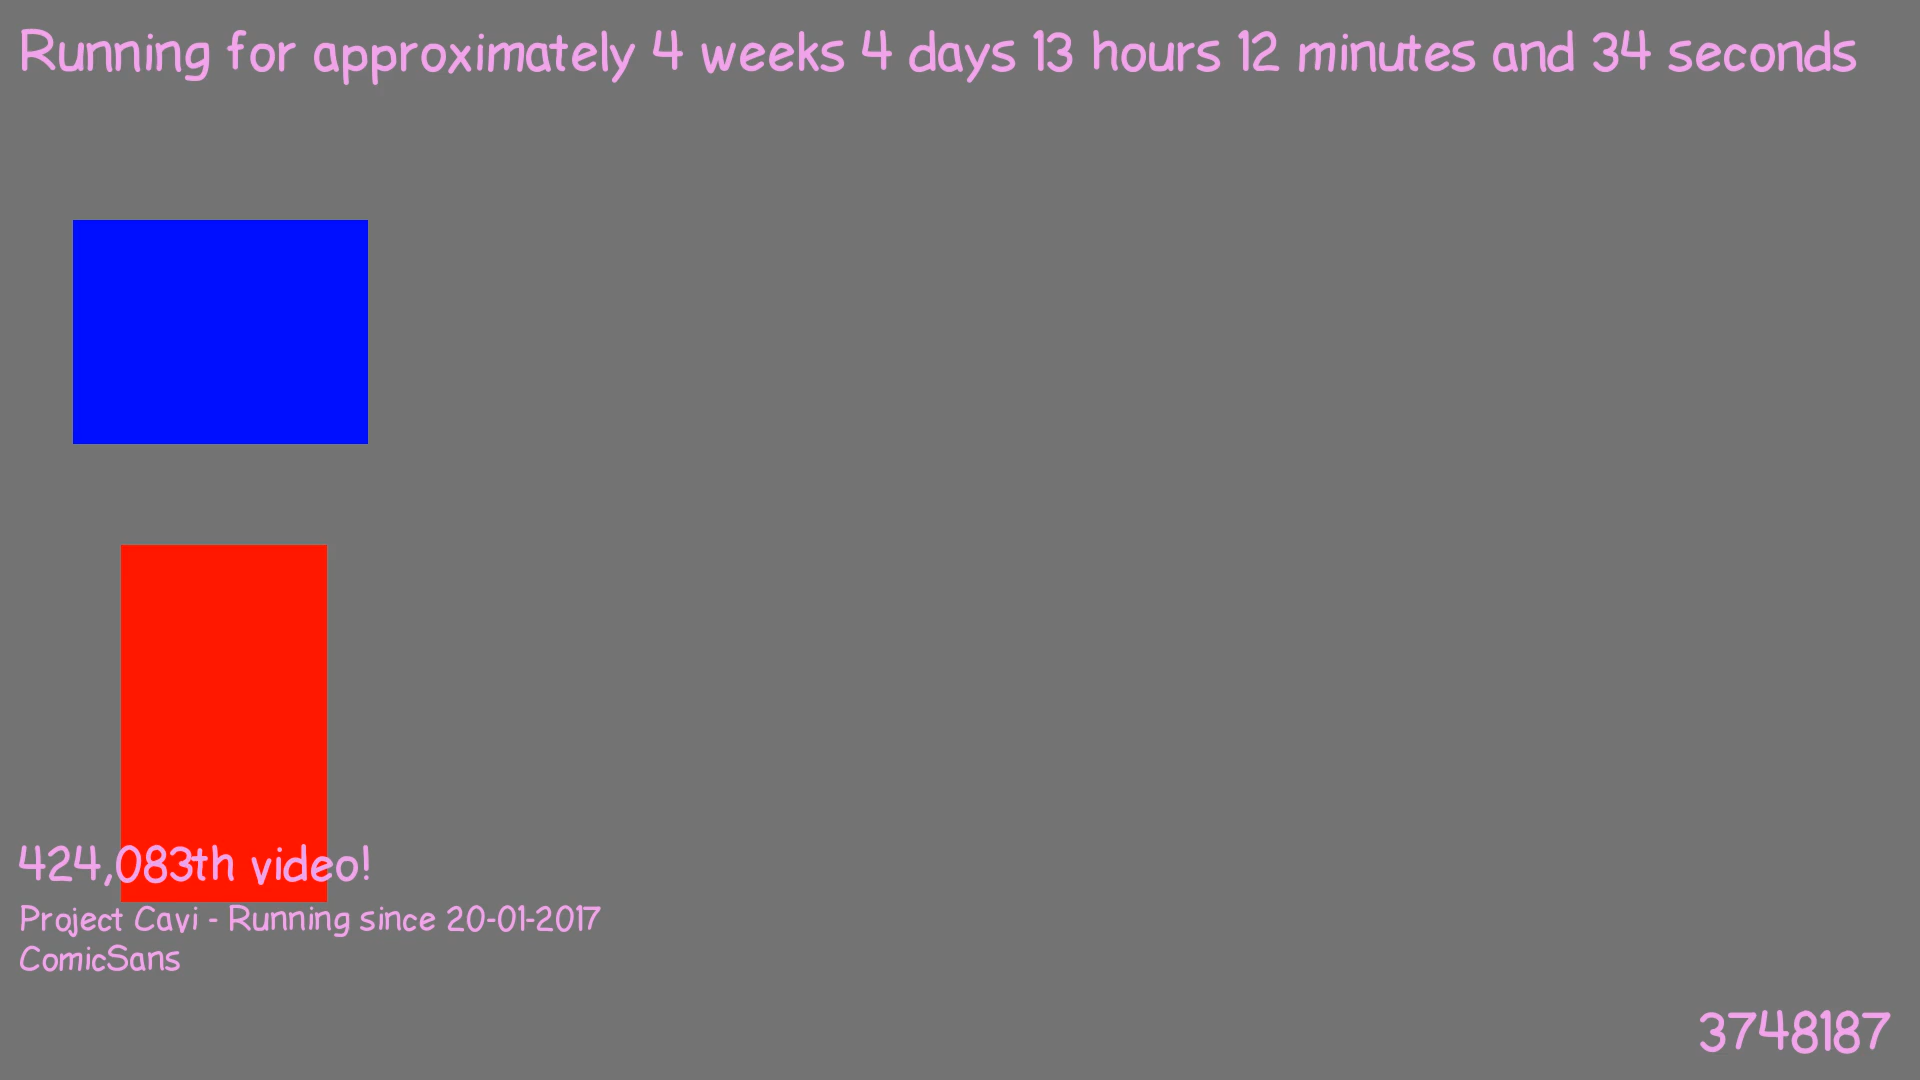 Running for approximately 4 weeks 4 days 13 hours 12 minutes and 34 seconds
424,083th video!
Project Cavi - Running since 20-01-2017
ComicSans
3748187